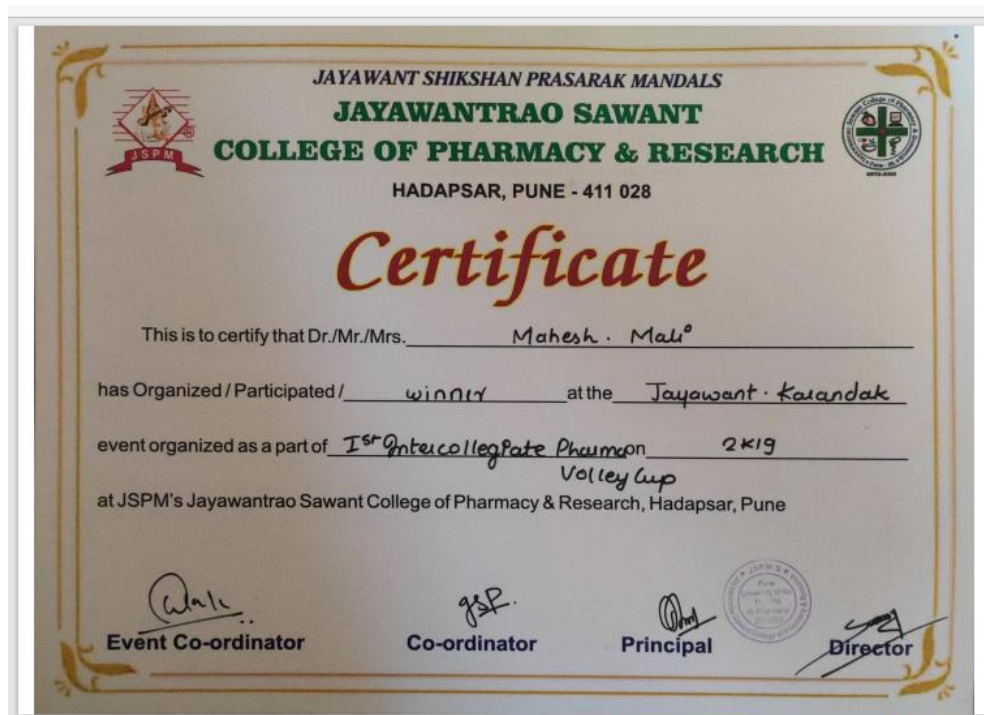 JAYAWANT SHIKSHAN PRASARAK MANDALS
JAYAWANTRAO SAWANT
COLLEGE OF PHARMACY & RESEARCH
JSPM ®
HADAPSAR, PUNE - 411 028
Certificate
This is to certify that Dr./Mr./Mrs. Mahesh. Mali
has Organized / Participated / winner at the Jayawant. Karandak
event organized as a part of Ist Intercollegiate Pharma on 2K19
Volley Cup
at JSPM's Jayawantrao Sawant College of Pharmacy & Research, Hadapsar, Pune
Event Co-ordinator
Co-ordinator
Principal
Director